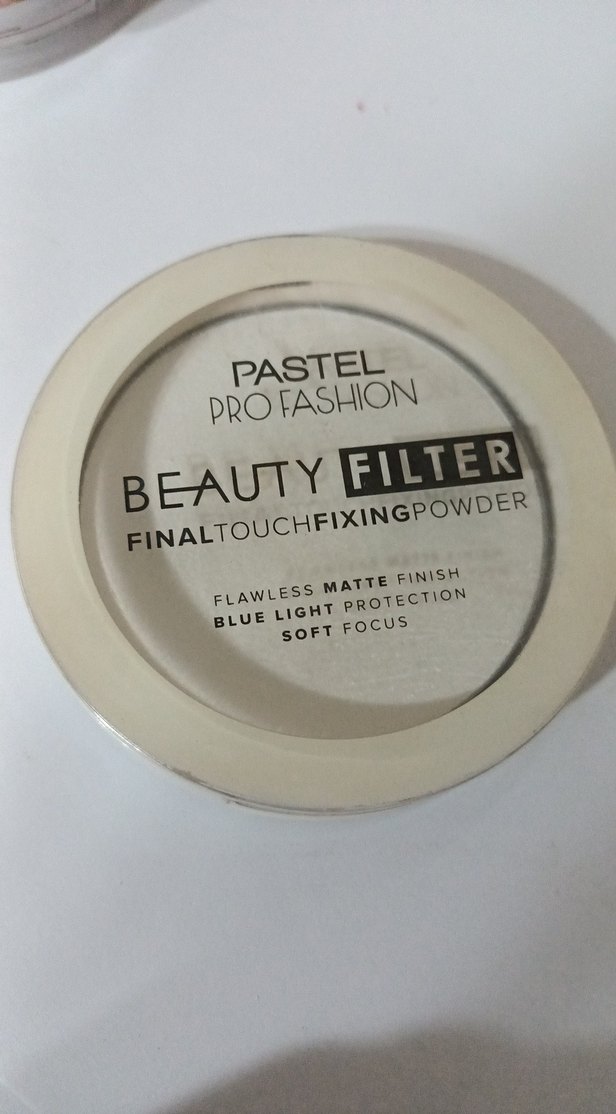 PASTEL
PRO FASHION
BEAUTY FILTER
FINALTOUCHFIXINGPOWDER
FLAWLESS MATTE FINISH
BLUE LIGHT PROTECTION
SOFT FOCUS